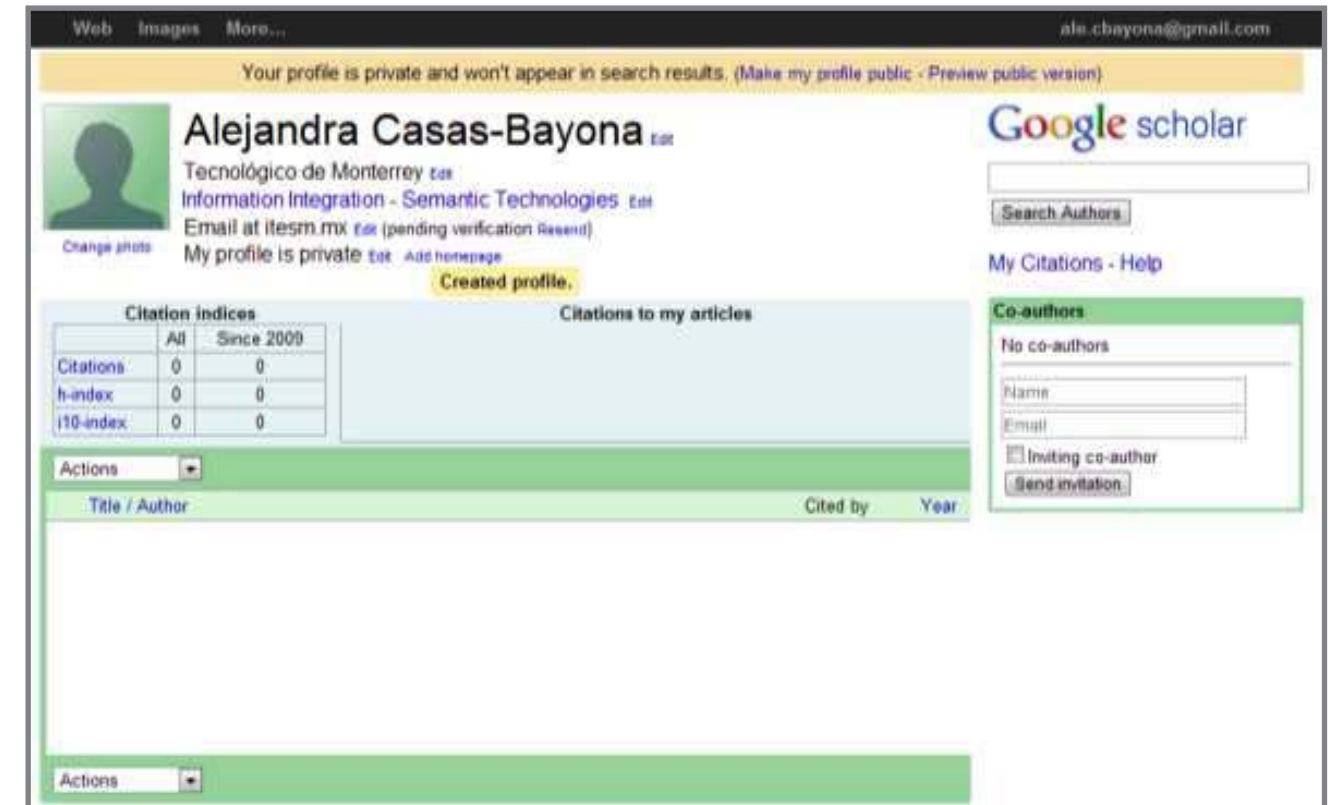 Web Images More... ale.cbayona@gmail.com
Your profile is private and won't appear in search results. (Make my profile public - Preview public version)
Alejandra Casas-Bayona Edit
Tecnológico de Monterrey Edit
Information Integration - Semantic Technologies Edit
Email at itesm.mx Edit (pending verification Resend)
Change photo
My profile is private Edit Add homepage
Created profile.
Google scholar
Search Authors
My Citations - Help
Citation indices
All Since 2009
Citations 0 0
h-index 0 0
i10-index 0 0
Citations to my articles
Co-authors
No co-authors
Name
Email
Inviting co-author
Send invitation
Actions
Title / Author Cited by Year
Actions